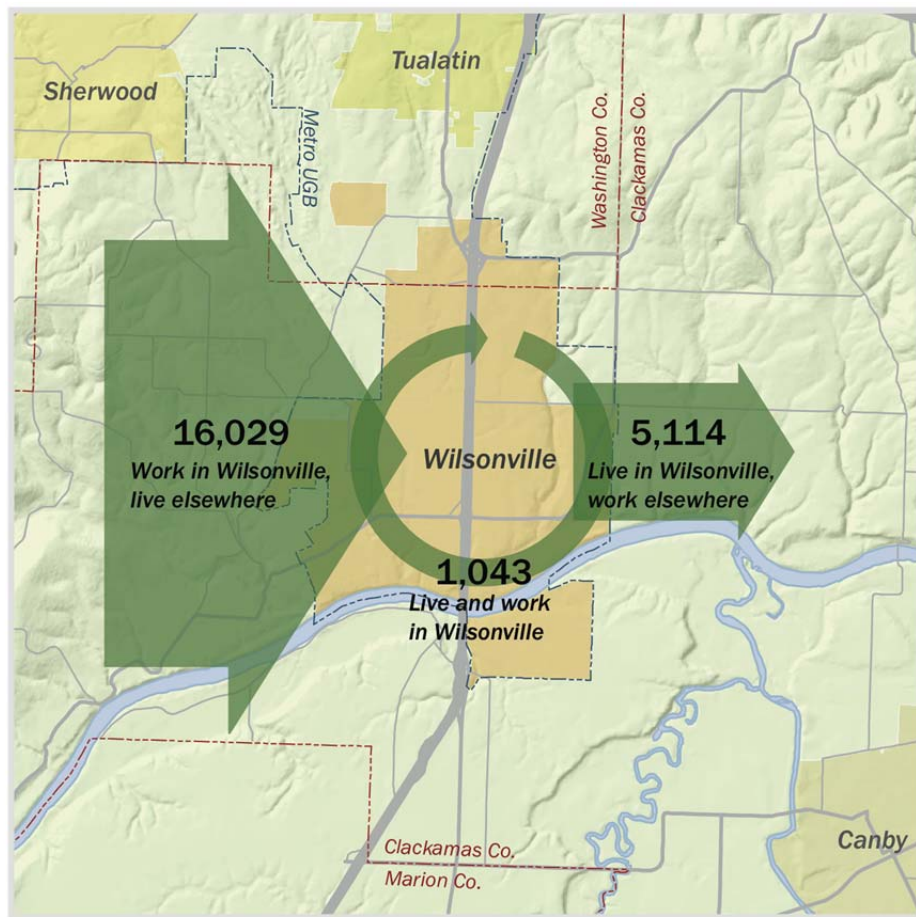 Tualatin
Sherwood
Metro UGB
Washington Co.
Clackamas Co.
16,029
Work in Wilsonville,
live elsewhere
Wilsonville
5,114
Live in Wilsonville,
work elsewhere
1,043
Live and work
in Wilsonville
Canby
Clackamas Co.
Marion Co.